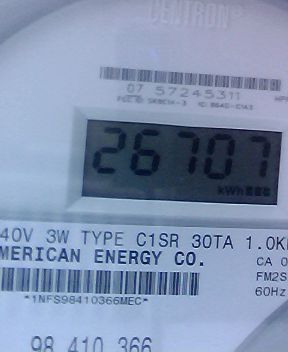 CENTRON®
07 57245311
26707
kWh
40V 3W TYPE C1SR 30TA 1.0K
MERICAN ENERGY CO.
CA 0
FM2S
60Hz
*1NFS98410366MEC*
98 410 366